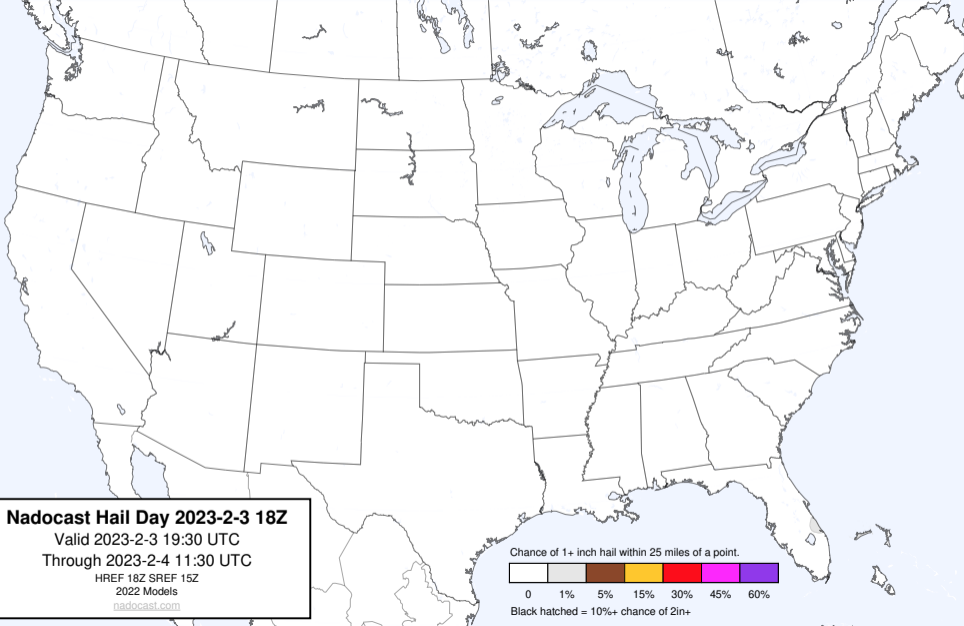 Nadocast Hail Day 2023-2-3 18Z
Valid 2023-2-3 19:30 UTC
Through 2023-2-4 11:30 UTC
HREF 18Z SREF 15Z
2022 Models
nadocast.com
Chance of 1+ inch hail within 25 miles of a point.
0 1% 5% 15% 30% 45% 60%
Black hatched = 10%+ chance of 2in+